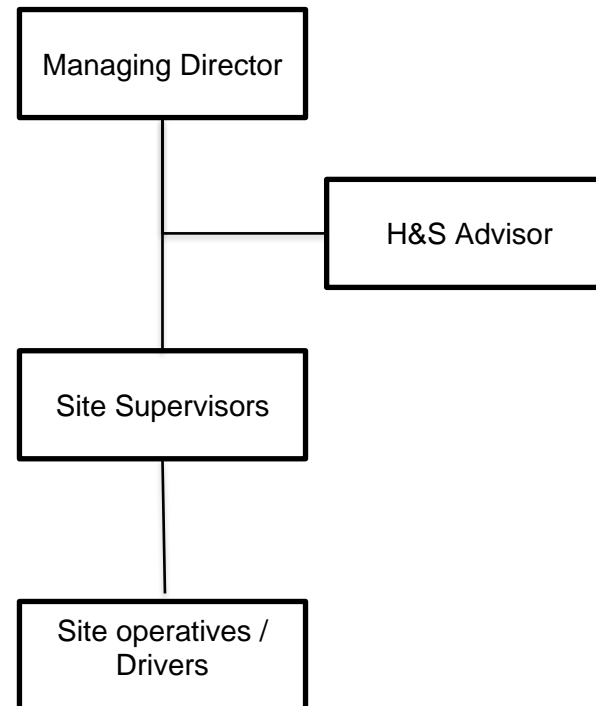 Managing Director
H&S Advisor
Site Supervisors
Site operatives /
Drivers